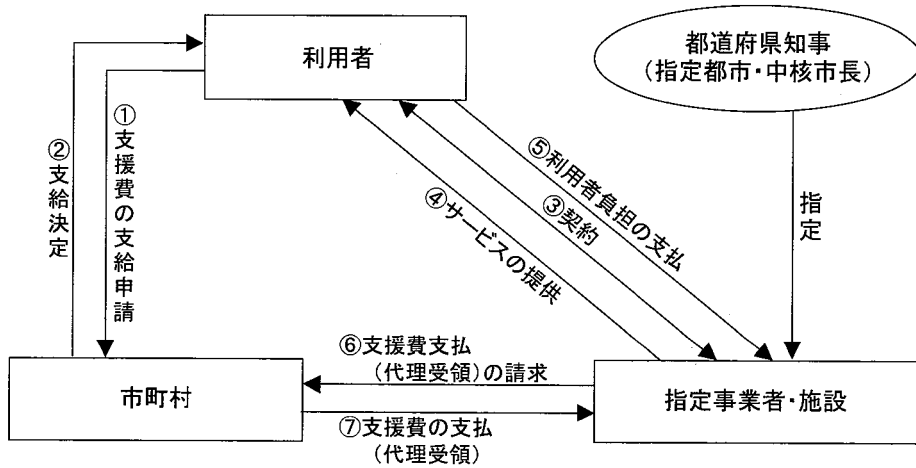 利用者
都道府県知事
(指定都市・中核市長)
①支援費の支給申請
②支給決定
⑤利用者負担の支払
③契約
④サービスの提供
指定
⑥支援費支払
(代理受領)の請求
市町村
指定事業者・施設
⑦支援費の支払
(代理受領)